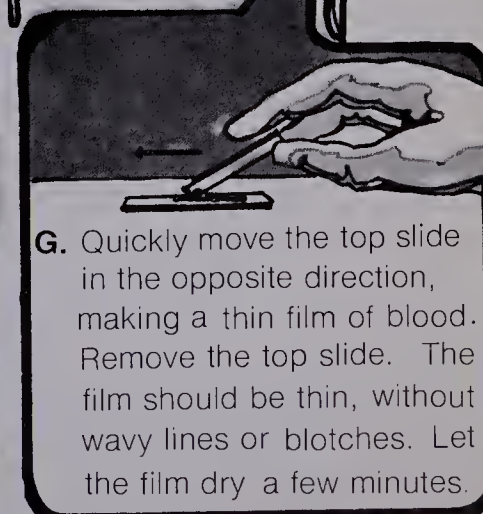 G. Quickly move the top slide
in the opposite direction,
making a thin film of blood.
Remove the top slide. The
film should be thin, without
wavy lines or blotches. Let
the film dry a few minutes.